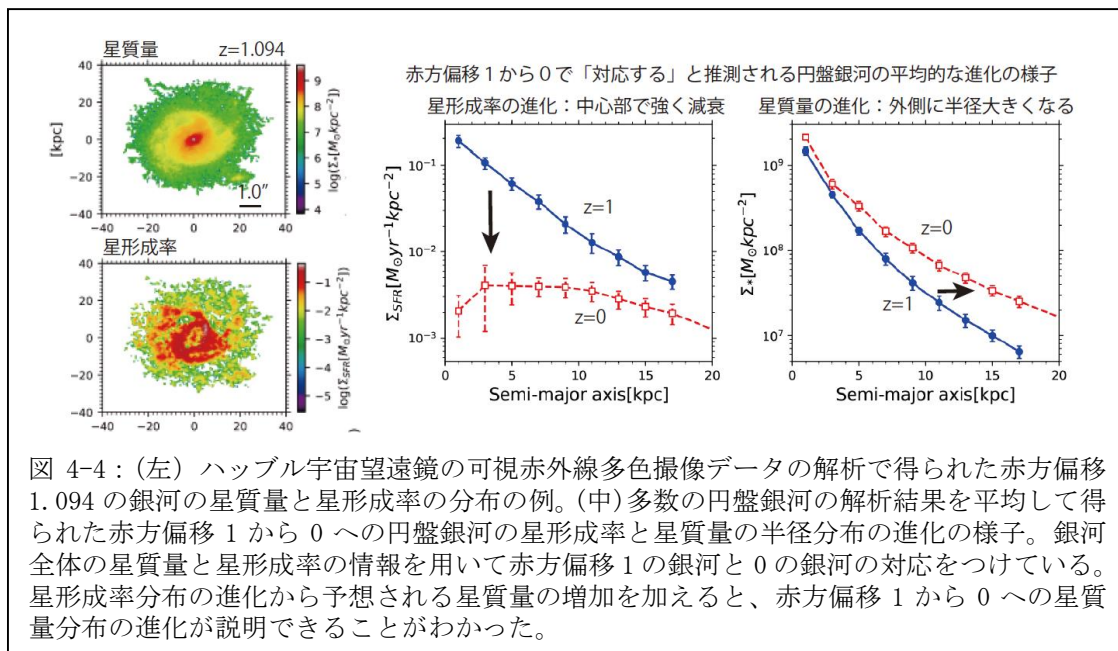 星質量 z=1.094
40
20
0
−20
−40
[kpc]
−40 −20 0 20 40
1.0″
9
8
7
6
5
4
log(Σ*[M⊙kpc⁻²])
星形成率
40
20
0
−20
−40
−40 −20 0 20 40
−1
−2
−3
−4
−5
log(Σ_SFR[M⊙yr⁻¹kpc⁻²])
)
赤方偏移1から0で「対応する」と推測される円盤銀河の平均的な進化の様子
星形成率の進化：中心部で強く減衰
10⁻¹
10⁻²
10⁻³
Σ_SFR[M⊙yr⁻¹kpc⁻²]
z=1
z=0
0 5 10 15 20
Semi-major axis[kpc]
星質量の進化：外側に半径大きくなる
10⁹
10⁸
10⁷
Σ*[M⊙kpc⁻²]
z=0
z=1
0 5 10 15 20
Semi-major axis[kpc]
図 4-4：(左) ハッブル宇宙望遠鏡の可視赤外線多色撮像データの解析で得られた赤方偏移
1.094 の銀河の星質量と星形成率の分布の例。(中)多数の円盤銀河の解析結果を平均して得
られた赤方偏移 1 から 0 への円盤銀河の星形成率と星質量の半径分布の進化の様子。銀河
全体の星質量と星形成率の情報を用いて赤方偏移 1 の銀河と 0 の銀河の対応をつけている。
星形成率分布の進化から予想される星質量の増加を加えると、赤方偏移 1 から 0 への星質
量分布の進化が説明できることがわかった。